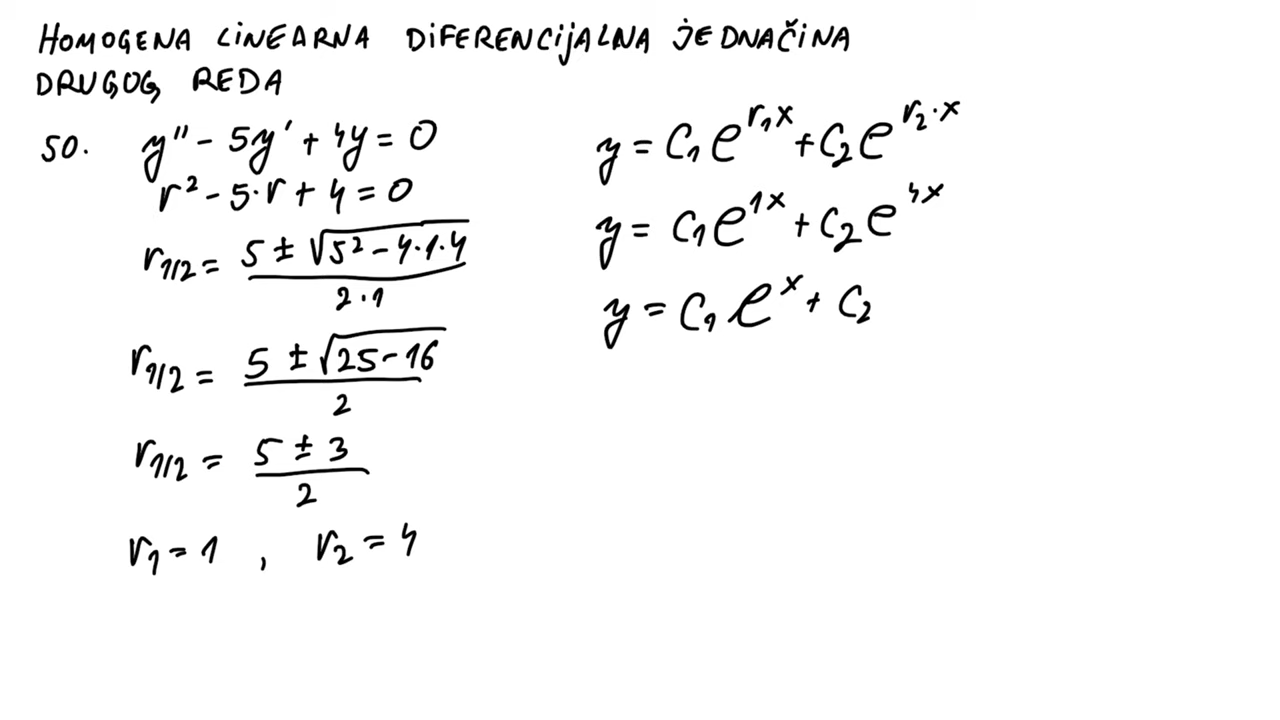 HOMOGENA LINEARNA DIFERENCIJALNA JEDNAČINA
DRUGOG REDA
50. y'' - 5y' + 4y = 0
r² - 5·r + 4 = 0
r₁/₂ = (5 ± √(5² - 4·1·4)) / (2·1)
r₁/₂ = (5 ± √(25 - 16)) / 2
r₁/₂ = (5 ± 3) / 2
r₁ = 1 , r₂ = 4
y = C₁e^(r₁x) + C₂e^(r₂·x)
y = C₁e^(1x) + C₂e^(4x)
y = C₁e^x + C₂